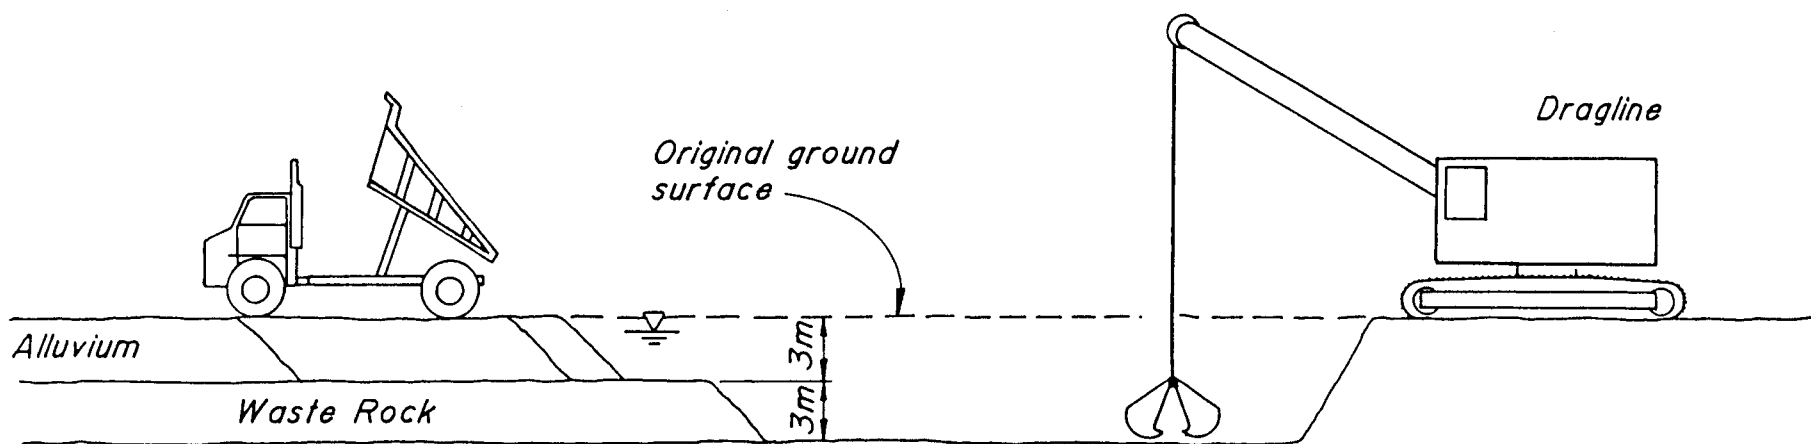 Dragline
Original ground
surface
Alluvium
3m
Waste Rock
3m